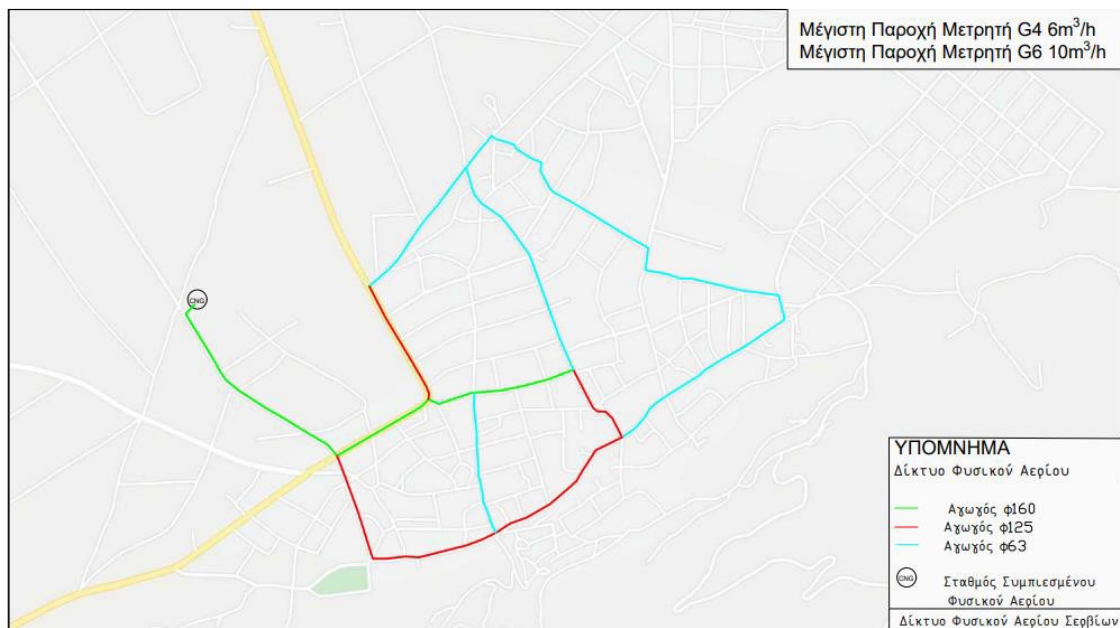 Μέγιστη Παροχή Μετρητή G4 6m³/h
Μέγιστη Παροχή Μετρητή G6 10m³/h
CNG
ΥΠΟΜΝΗΜΑ
Δίκτυο Φυσικού Αερίου
Αγωγός φ160
Αγωγός φ125
Αγωγός φ63
CNG Σταθμός Συμπιεσμένου
Φυσικού Αερίου
Δίκτυο Φυσικού Αερίου Σερβίων